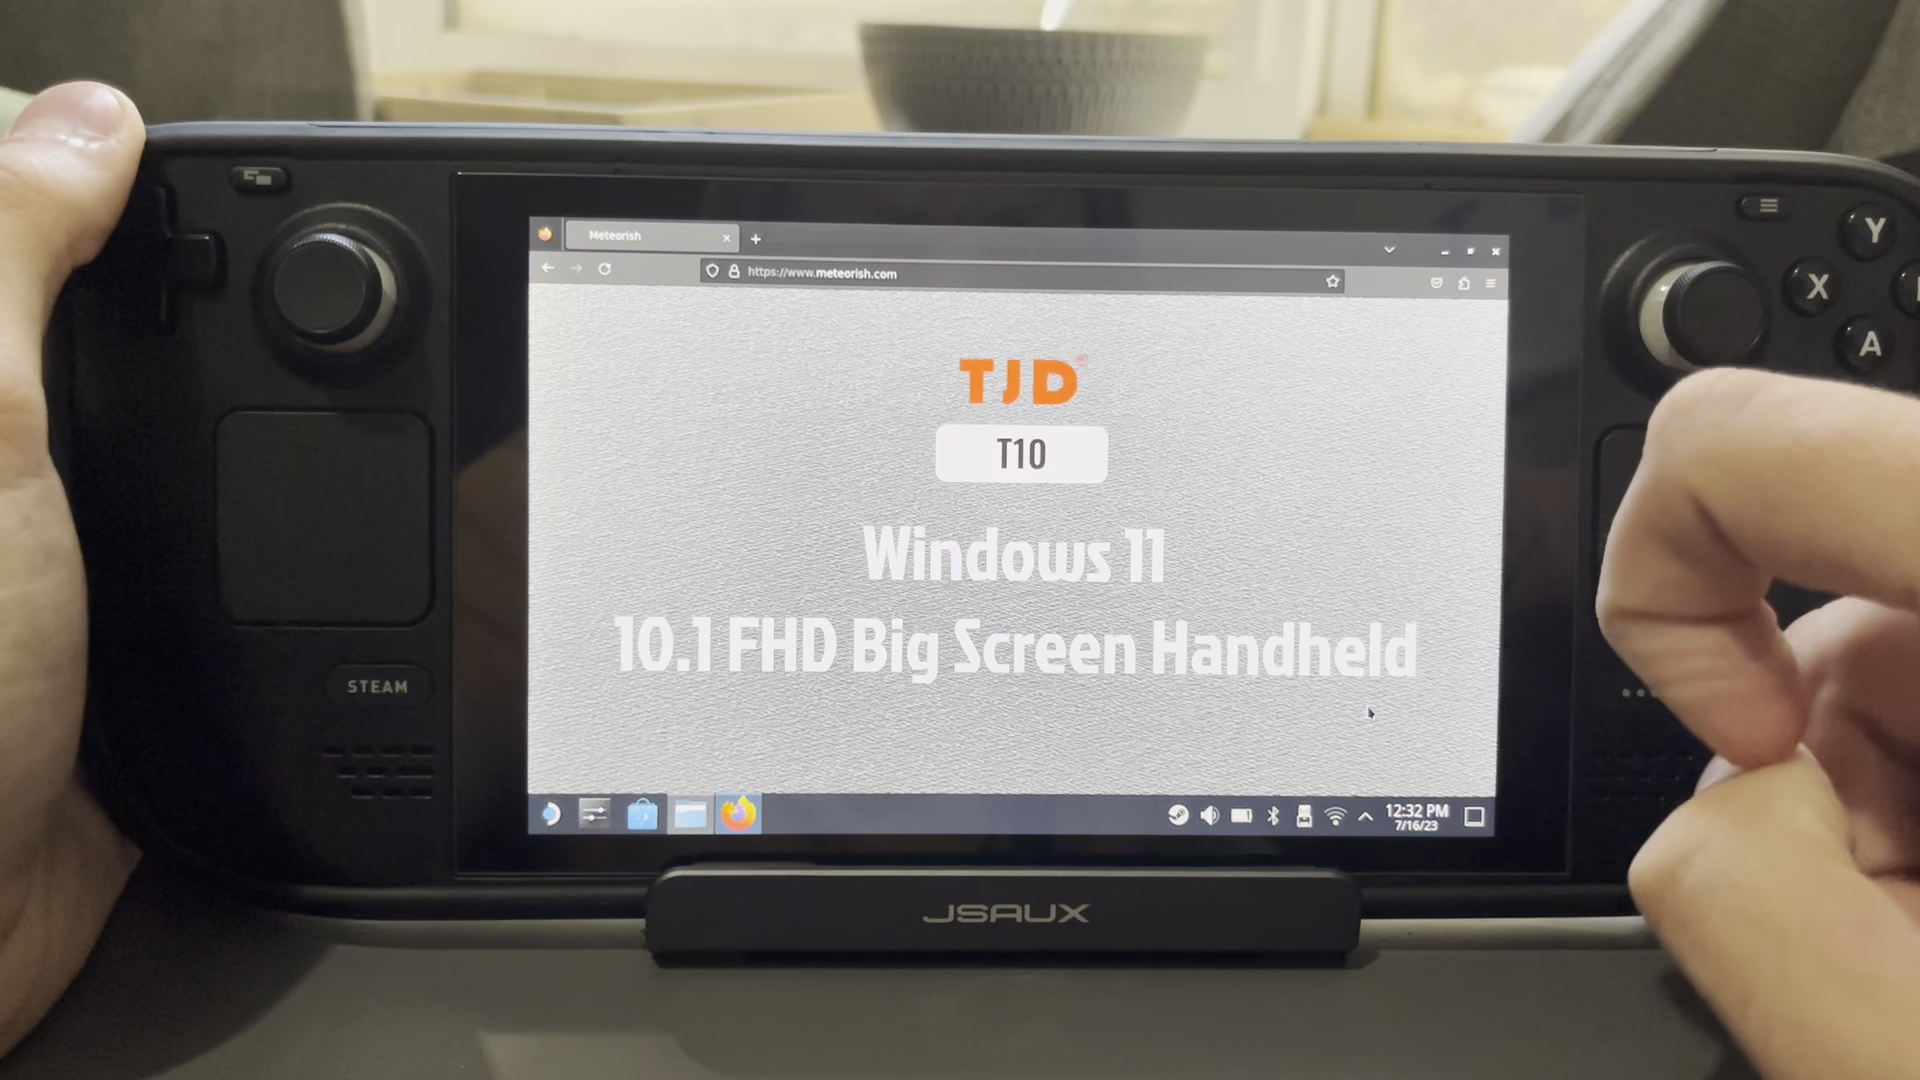 Meteorish
https://www.meteorish.com
TJD
T10
Windows 11
10.1 FHD Big Screen Handheld
12:32 PM
7/16/23
STEAM
Y
X
A
JSAUX